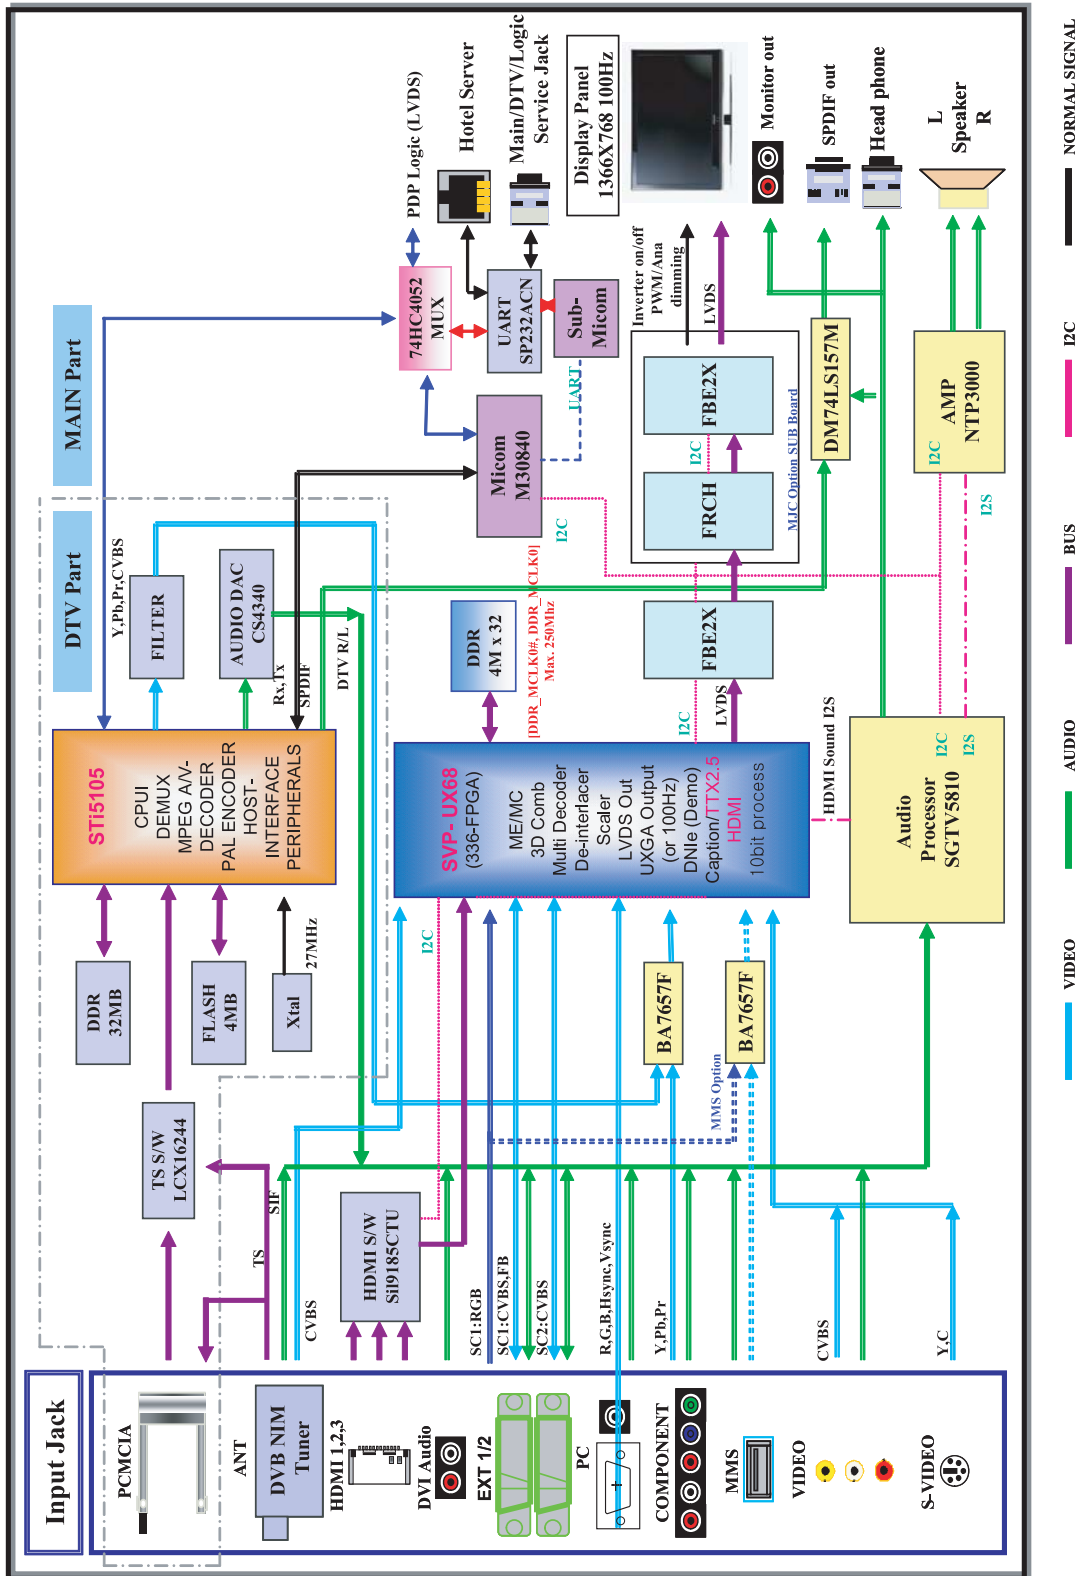 Input Jack
DTV Part
MAIN Part
PCMCIA
ANT
DVB NIM
Tuner
HDMI 1,2,3
DVI Audio
EXT 1/2
PC
COMPONENT
MMS
VIDEO
S-VIDEO
TS
SIF
CVBS
SC1:RGB
SC1:CVBS,FB
SC2:CVBS
R,G,B,Hsync,Vsync
Y,Pb,Pr
CVBS
Y,C
TS S/W
LCX16244
HDMI S/W
Sil9185CTU
DDR
32MB
FLASH
4MB
Xtal
27MHz
I2C
MMS Option
BA7657F
BA7657F
STi5105
CPUI
DEMUX
MPEG A/V-
DECODER
PAL ENCODER
HOST-
INTERFACE
PERIPHERALS
SVP- UX68
(336-FPGA)
ME/MC
3D Comb
Multi Decoder
De-interlacer
Scaler
LVDS Out
UXGA Output
(or 100Hz)
DNIe (Demo)
Caption/TTX2.5
HDMI
10bit process
HDMI Sound I2S
Audio
Processor
SGTV5810
I2C
I2S
Y,Pb,Pr,CVBS
FILTER
AUDIO DAC
CS4340
Rx,Tx
SPDIF
DTV R/L
DDR
4M x 32
[DDR_MCLK0#, DDR_MCLK0]
Max. 250Mhz
I2C
LVDS
FBE2X
I2C
Micom
M30840
UART
FRCH
I2C
FBE2X
MJC Option SUB Board
DM74LS157M
I2C
AMP
NTP3000
I2S
74HC4052
MUX
UART
SP232ACN
Sub-
Micom
PDP Logic (LVDS)
Hotel Server
Main/DTV/Logic
Service Jack
Display Panel
1366X768 100Hz
Inverter on/off
PWM/Ana
dimming
LVDS
Monitor out
SPDIF out
Head phone
L
Speaker
R
VIDEO
AUDIO
BUS
I2C
NORMAL SIGNAL